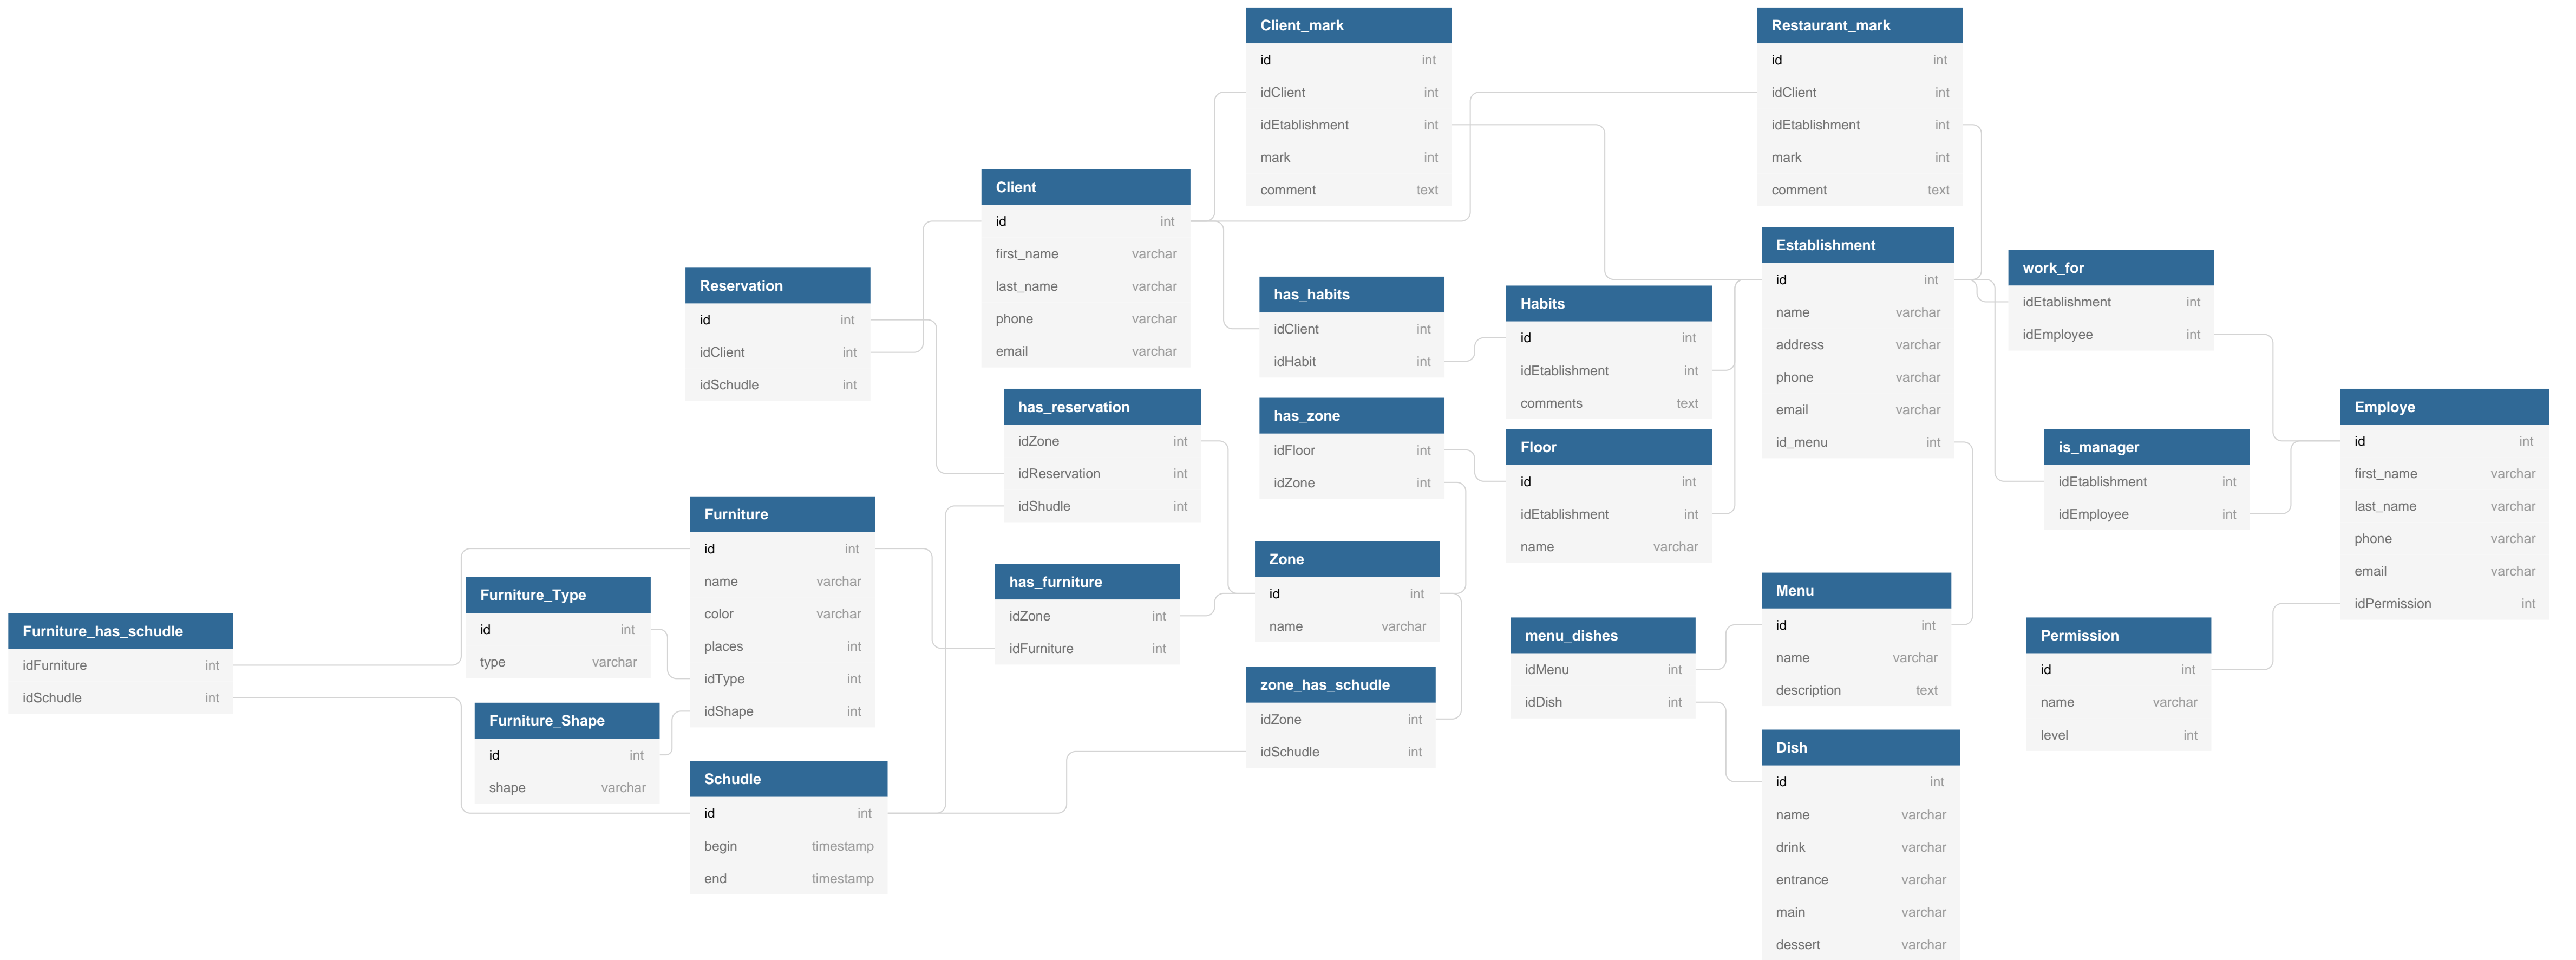 Client_mark
id int
idClient int
idEtablishment int
mark int
comment text
Restaurant_mark
id int
idClient int
idEtablishment int
mark int
comment text
Client
id int
first_name varchar
last_name varchar
phone varchar
email varchar
Establishment
id int
name varchar
address varchar
phone varchar
email varchar
id_menu int
work_for
idEtablishment int
idEmployee int
Reservation
id int
idClient int
idSchudle int
has_habits
idClient int
idHabit int
Habits
id int
idEtablishment int
comments text
has_reservation
idZone int
idReservation int
idShudle int
has_zone
idFloor int
idZone int
Floor
id int
idEtablishment int
name varchar
is_manager
idEtablishment int
idEmployee int
Employe
id int
first_name varchar
last_name varchar
phone varchar
email varchar
idPermission int
Furniture
id int
name varchar
color varchar
places int
idType int
idShape int
has_furniture
idZone int
idFurniture int
Zone
id int
name varchar
Menu
id int
name varchar
description text
Furniture_has_schudle
idFurniture int
idSchudle int
Furniture_Type
id int
type varchar
menu_dishes
idMenu int
idDish int
Permission
id int
name varchar
level int
zone_has_schudle
idZone int
idSchudle int
Furniture_Shape
id int
shape varchar
Schudle
id int
begin timestamp
end timestamp
Dish
id int
name varchar
drink varchar
entrance varchar
main varchar
dessert varchar